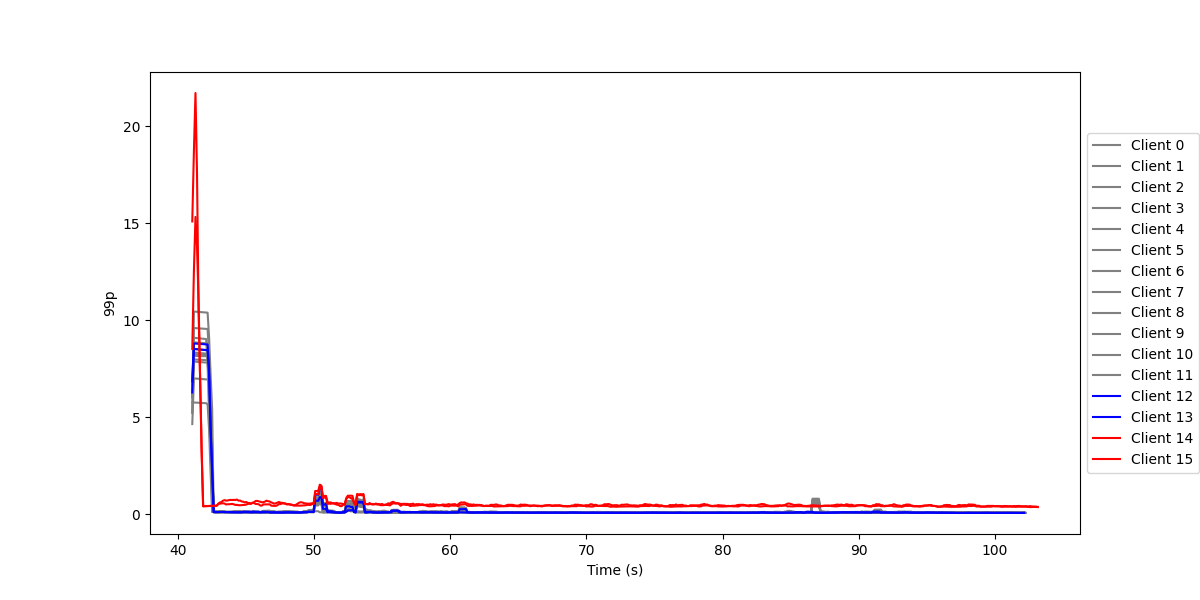 99p
20
15
10
5
0
40
50
60
70
80
90
100
Time (s)
Client 0
Client 1
Client 2
Client 3
Client 4
Client 5
Client 6
Client 7
Client 8
Client 9
Client 10
Client 11
Client 12
Client 13
Client 14
Client 15